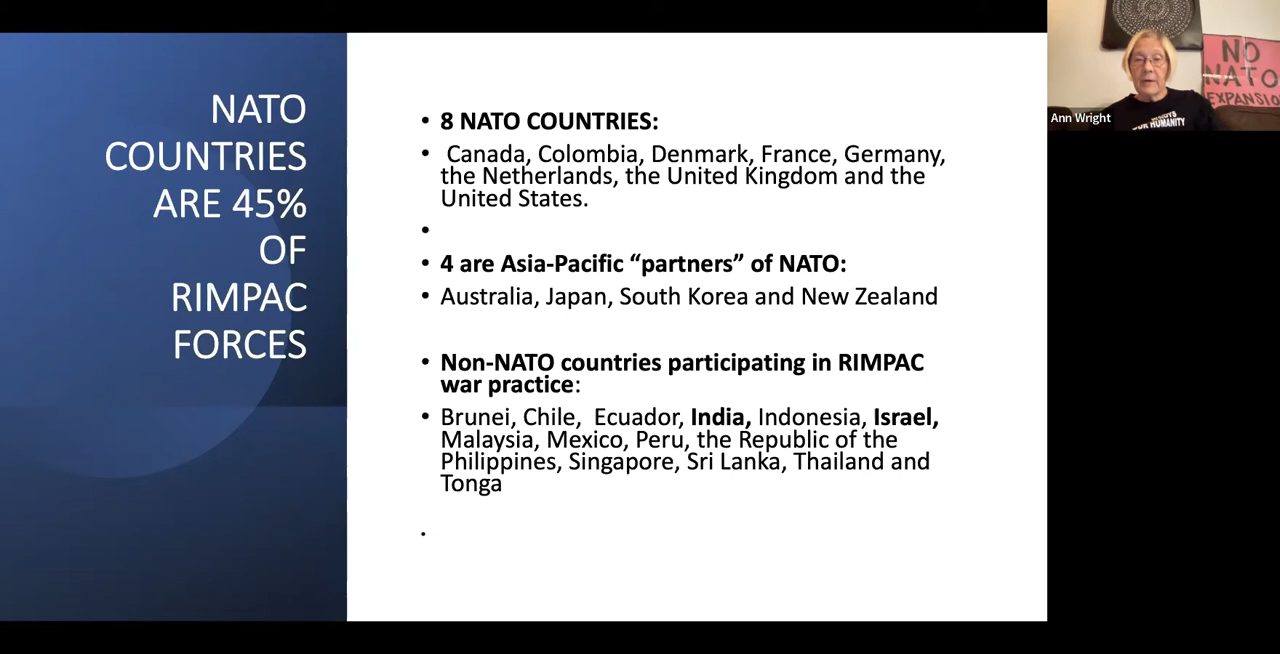 NATO
COUNTRIES
ARE 45%
OF
RIMPAC
FORCES
• 8 NATO COUNTRIES:
• Canada, Colombia, Denmark, France, Germany,
the Netherlands, the United Kingdom and the
United States.
•
• 4 are Asia-Pacific “partners” of NATO:
• Australia, Japan, South Korea and New Zealand
• Non-NATO countries participating in RIMPAC
war practice:
• Brunei, Chile, Ecuador, India, Indonesia, Israel,
Malaysia, Mexico, Peru, the Republic of the
Philippines, Singapore, Sri Lanka, Thailand and
Tonga
•
NO
NATO
EXPANSIO
HUMANITY
Ann Wright